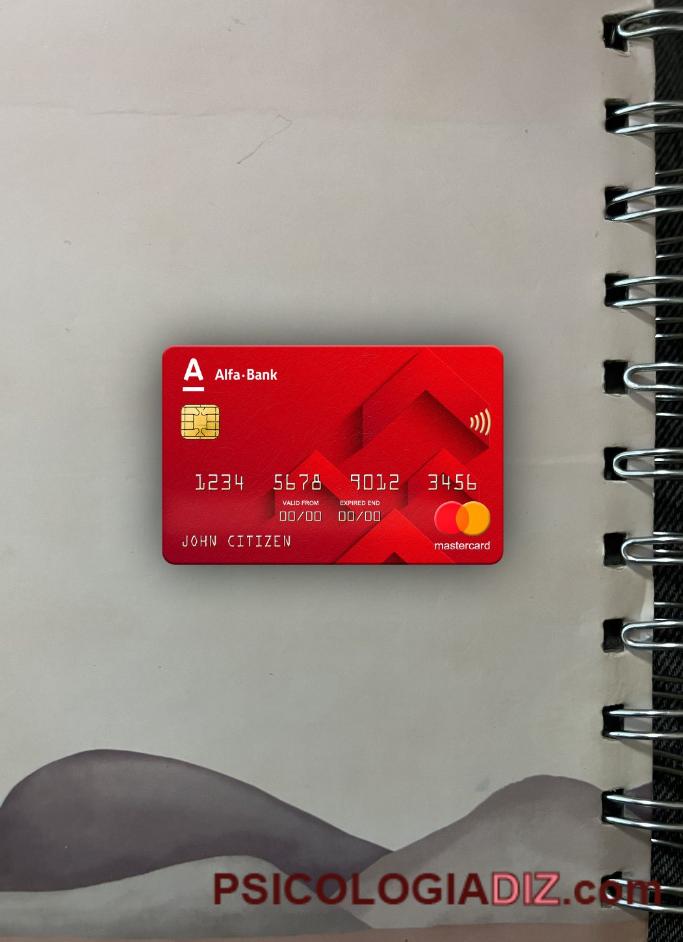 A Alfa·Bank
1234 5678 9012 3456
VALID FROM EXPIRED END
00/00 00/00
JOHN CITIZEN
mastercard
PSICOLOGIADIZ.com